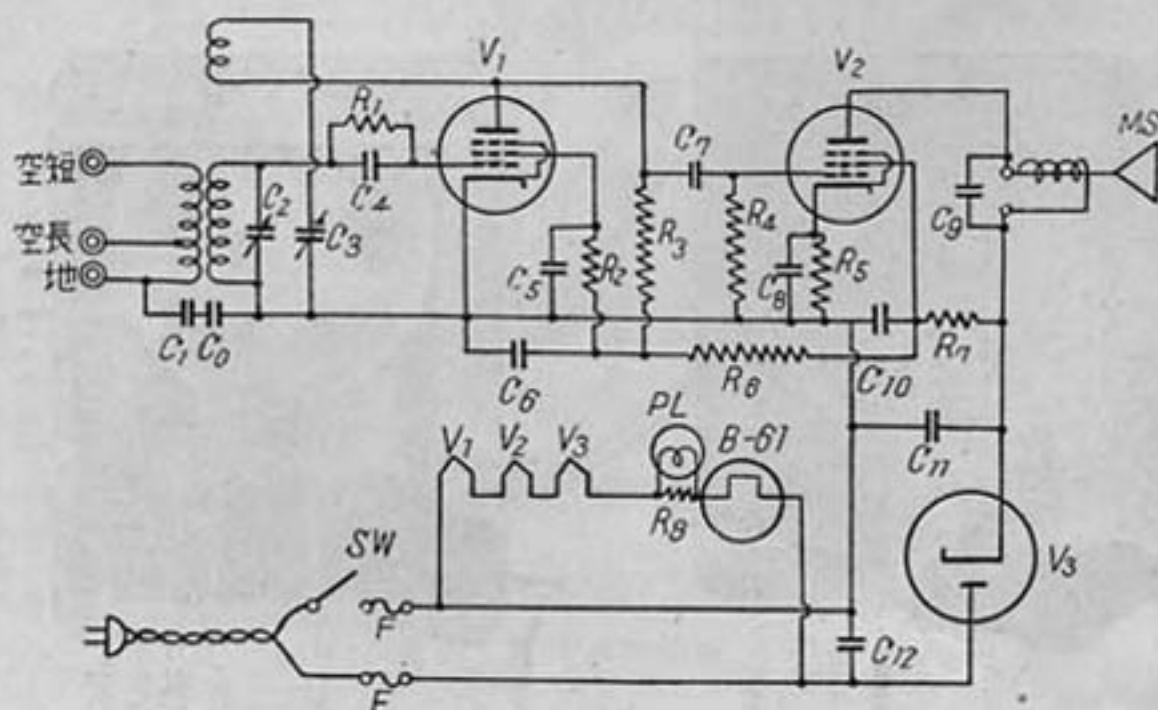 V1
V2
R1
MS
空短
C2
C4
C7
C3
R4
C9
空長
R3
地
C5
R2
C8
R5
C1 C0
R7
C6
R6
C10
PL
V1 V2 V3
B-61
C11
R8
SW
V3
F
C12
F